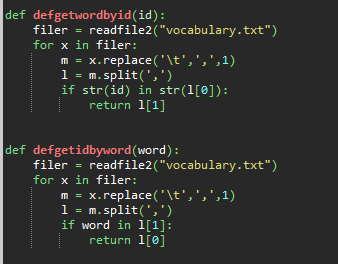 def defgetwordbyid(id):
    filer = readfile2("vocabulary.txt")
    for x in filer:
        m = x.replace('\t',',',1)
        l = m.split(',')
        if str(id) in str(l[0]):
            return l[1]
def defgetidbyword(word):
    filer = readfile2("vocabulary.txt")
    for x in filer:
        m = x.replace('\t',',',1)
        l = m.split(',')
        if word in l[1]:
            return l[0]